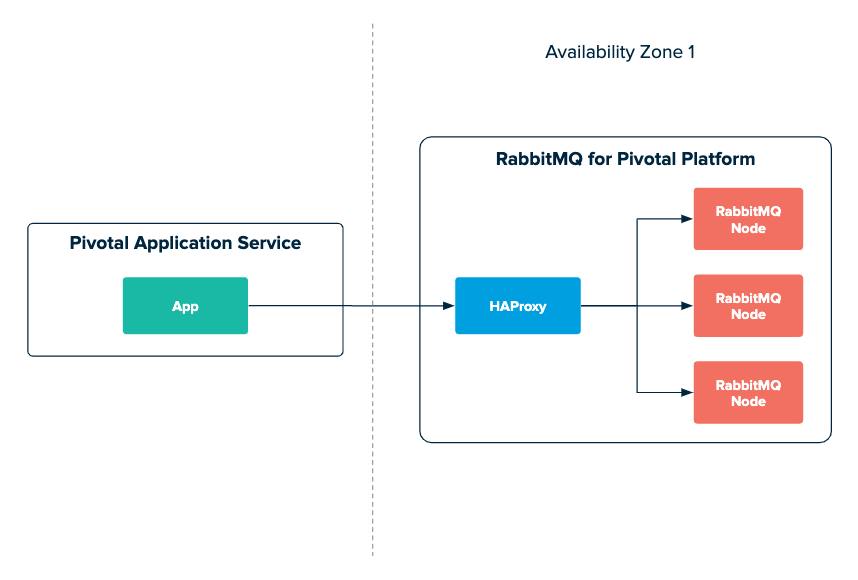 Availability Zone 1
RabbitMQ for Pivotal Platform
Pivotal Application Service
App
HAProxy
RabbitMQ
Node
RabbitMQ
Node
RabbitMQ
Node